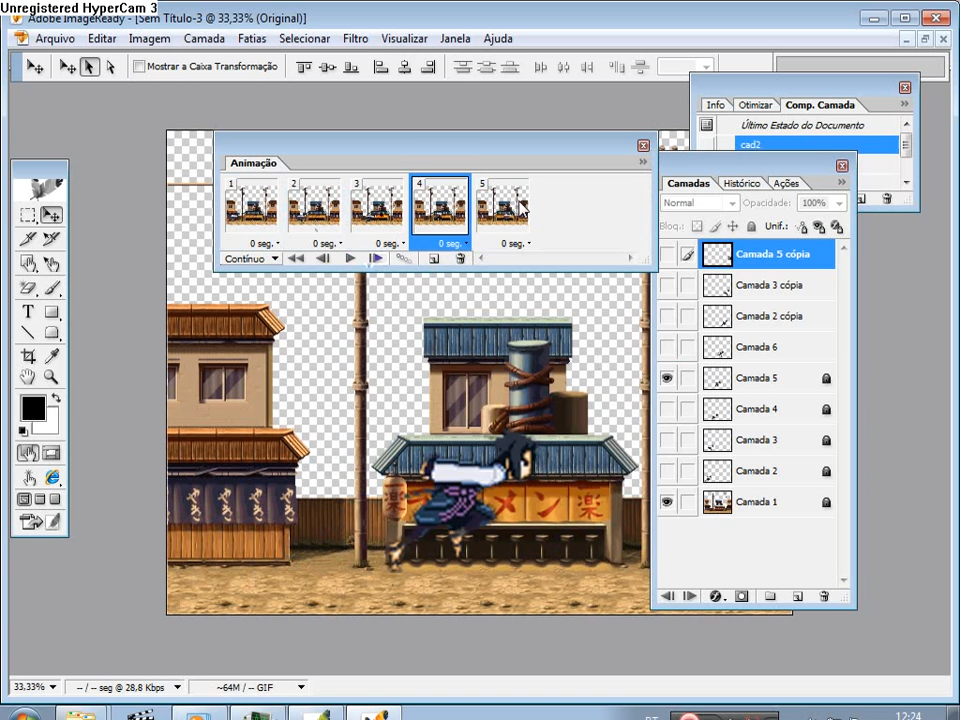 Unregistered HyperCam 3
Adobe ImageReady - [Sem Título-3 @ 33,33% (Original)]
Arquivo Editar Imagem Camada Fatias Selecionar Filtro Visualizar Janela Ajuda
Mostrar a Caixa Transformação
Info Otimizar Comp. Camada
Último Estado do Documento
cad2
Animação
1 2 3 4 5
0 seg. 0 seg. 0 seg. 0 seg. 0 seg.
Contínuo
Camadas Histórico Ações
Normal Opacidade: 100%
Bloq.: Unif.:
Camada 5 cópia
Camada 3 cópia
Camada 2 cópia
Camada 6
Camada 5
Camada 4
Camada 3
Camada 2
Camada 1
T
ラ メン 楽
33,33% -- / -- seg @ 28,8 Kbps ~64M / -- GIF
PT 12:24